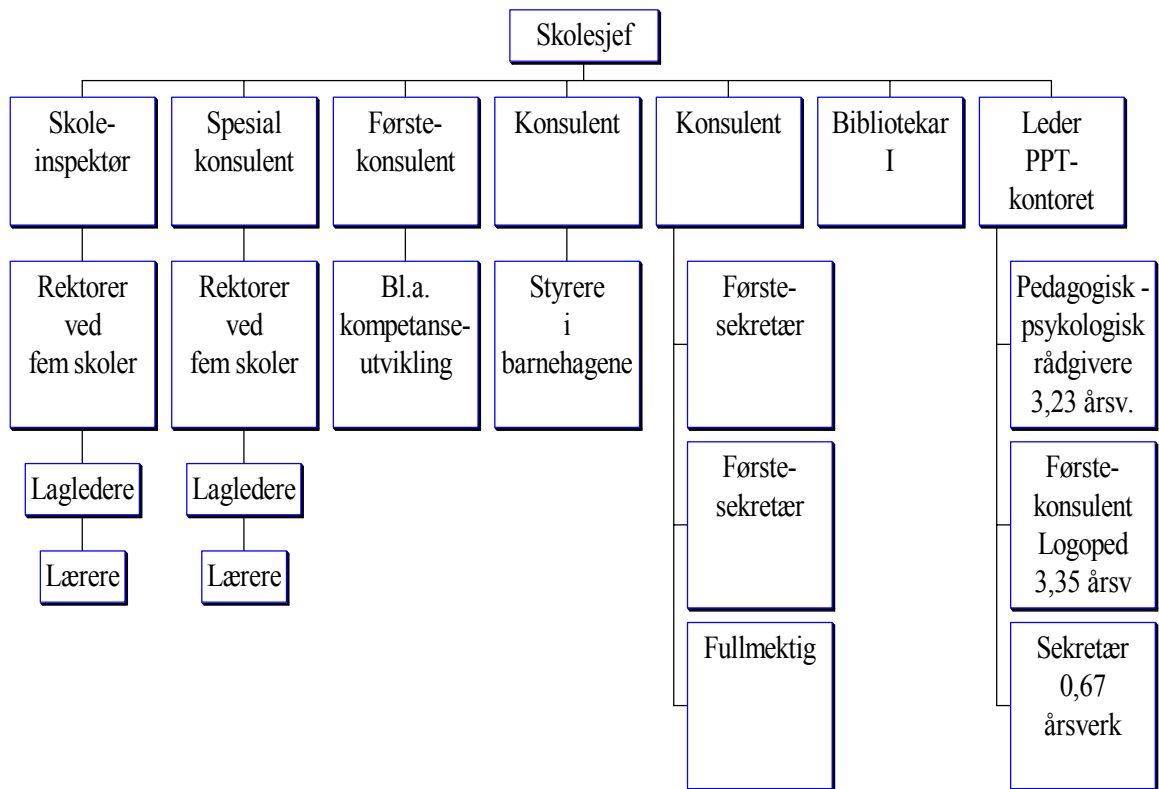 Skolesjef
Skole-
inspektør
Spesial
konsulent
Første-
konsulent
Konsulent
Konsulent
Bibliotekar
I
Leder
PPT-
kontoret
Rektorer
ved
fem skoler
Rektorer
ved
fem skoler
Bl.a.
kompetanse-
utvikling
Styrere
i
barnehagene
Første-
sekretær
Pedagogisk -
psykologisk
rådgivere
3,23 årsv.
Lagledere
Lagledere
Første-
sekretær
Første-
konsulent
Logoped
3,35 årsv
Lærere
Lærere
Fullmektig
Sekretær
0,67
årsverk